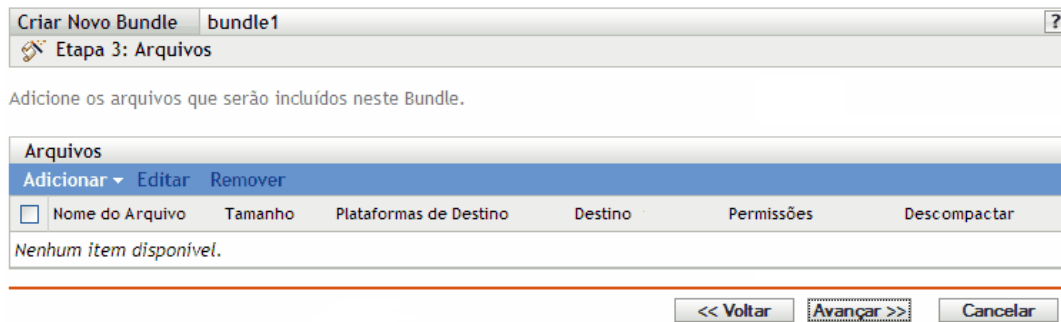 Criar Novo Bundle bundle1 ?
Etapa 3: Arquivos
Adicione os arquivos que serão incluídos neste Bundle.
Arquivos
Adicionar Editar Remover
Nome do Arquivo Tamanho Plataformas de Destino Destino Permissões Descompactar
Nenhum item disponível.
<< Voltar Avançar >> Cancelar